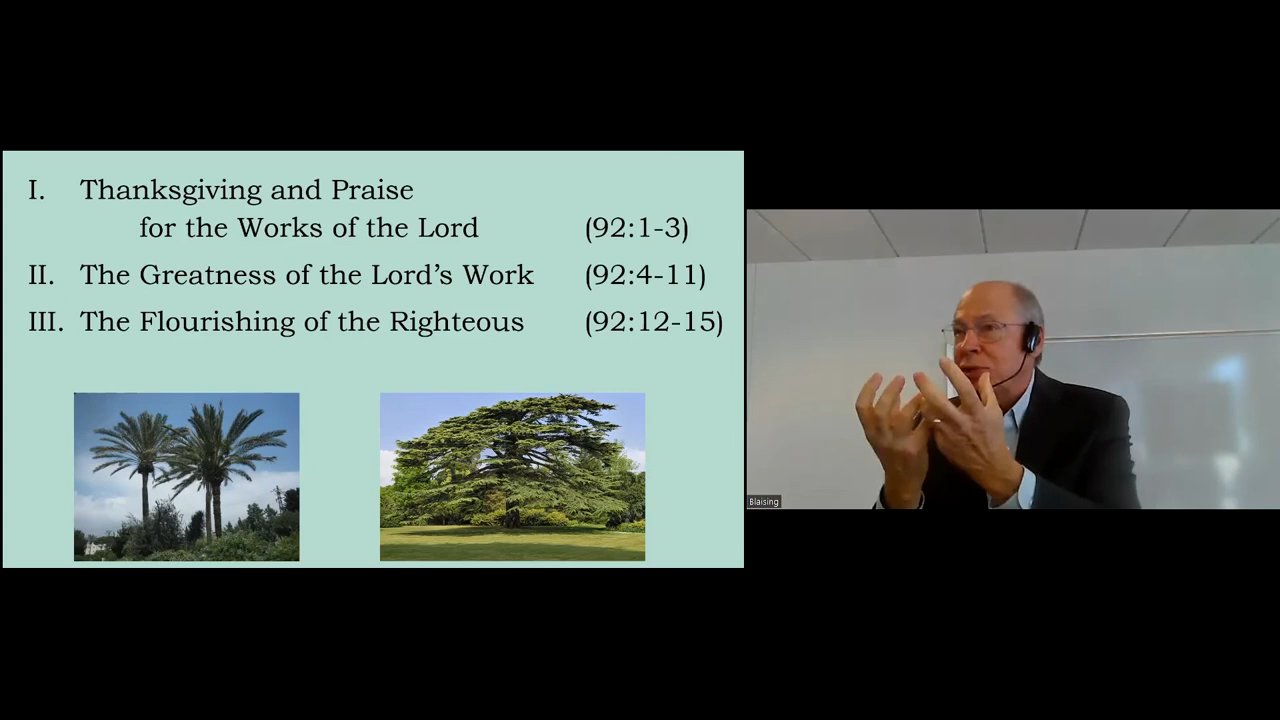 I. Thanksgiving and Praise
for the Works of the Lord (92:1-3)
II. The Greatness of the Lord’s Work (92:4-11)
III. The Flourishing of the Righteous (92:12-15)
Blaising